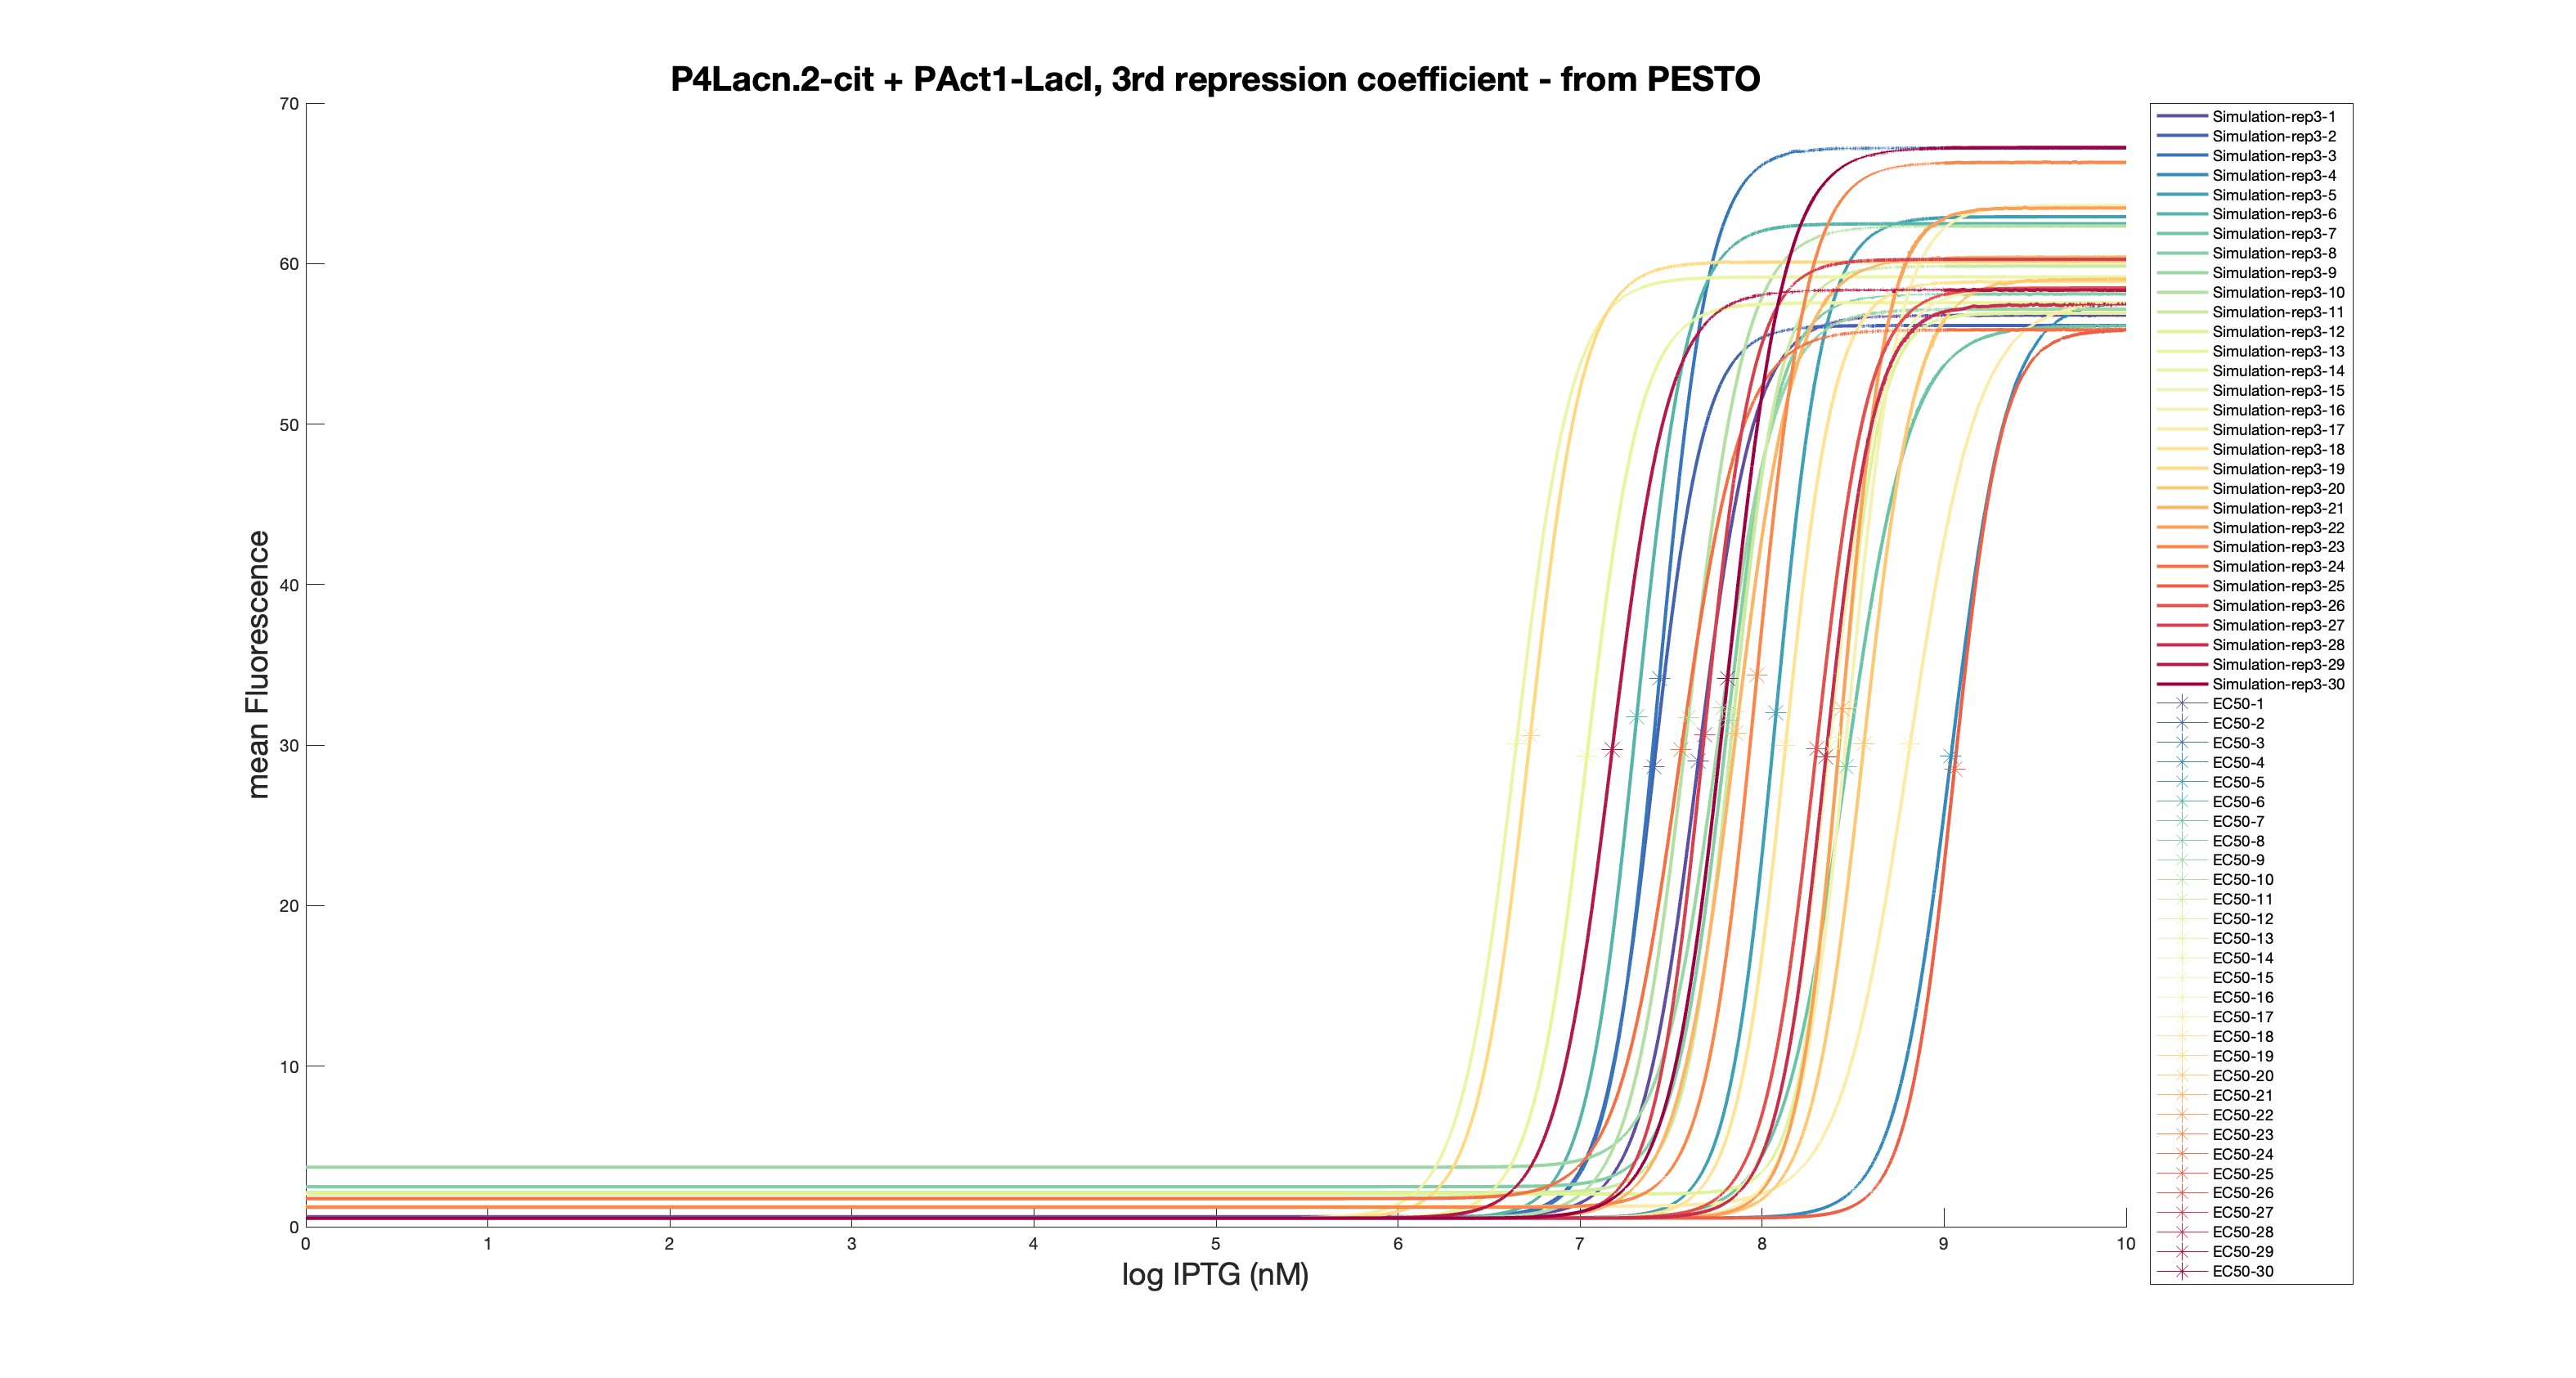 P4Lacn.2-cit + PAct1-LacI, 3rd repression coefficient - from PESTO
70
60
50
40
30
20
10
0
mean Fluorescence
0 1 2 3 4 5 6 7 8 9 10
log IPTG (nM)
Simulation-rep3-1
Simulation-rep3-2
Simulation-rep3-3
Simulation-rep3-4
Simulation-rep3-5
Simulation-rep3-6
Simulation-rep3-7
Simulation-rep3-8
Simulation-rep3-9
Simulation-rep3-10
Simulation-rep3-11
Simulation-rep3-12
Simulation-rep3-13
Simulation-rep3-14
Simulation-rep3-15
Simulation-rep3-16
Simulation-rep3-17
Simulation-rep3-18
Simulation-rep3-19
Simulation-rep3-20
Simulation-rep3-21
Simulation-rep3-22
Simulation-rep3-23
Simulation-rep3-24
Simulation-rep3-25
Simulation-rep3-26
Simulation-rep3-27
Simulation-rep3-28
Simulation-rep3-29
Simulation-rep3-30
EC50-1
EC50-2
EC50-3
EC50-4
EC50-5
EC50-6
EC50-7
EC50-8
EC50-9
EC50-10
EC50-11
EC50-12
EC50-13
EC50-14
EC50-15
EC50-16
EC50-17
EC50-18
EC50-19
EC50-20
EC50-21
EC50-22
EC50-23
EC50-24
EC50-25
EC50-26
EC50-27
EC50-28
EC50-29
EC50-30